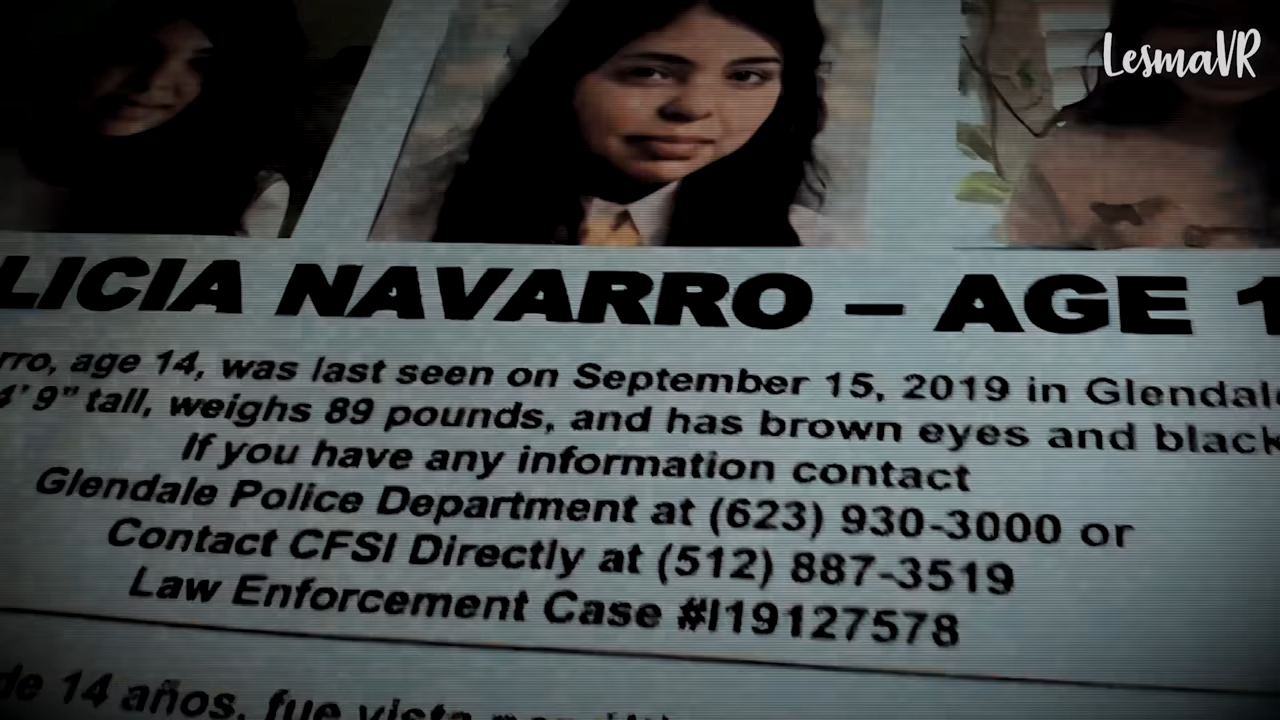 LesmaVR
LICIA NAVARRO – AGE 1
rro, age 14, was last seen on September 15, 2019 in Glendale
4' 9" tall, weighs 89 pounds, and has brown eyes and black
If you have any information contact
Glendale Police Department at (623) 930-3000 or
Contact CFSI Directly at (512) 887-3519
Law Enforcement Case #I19127578
de 14 años, fue vista